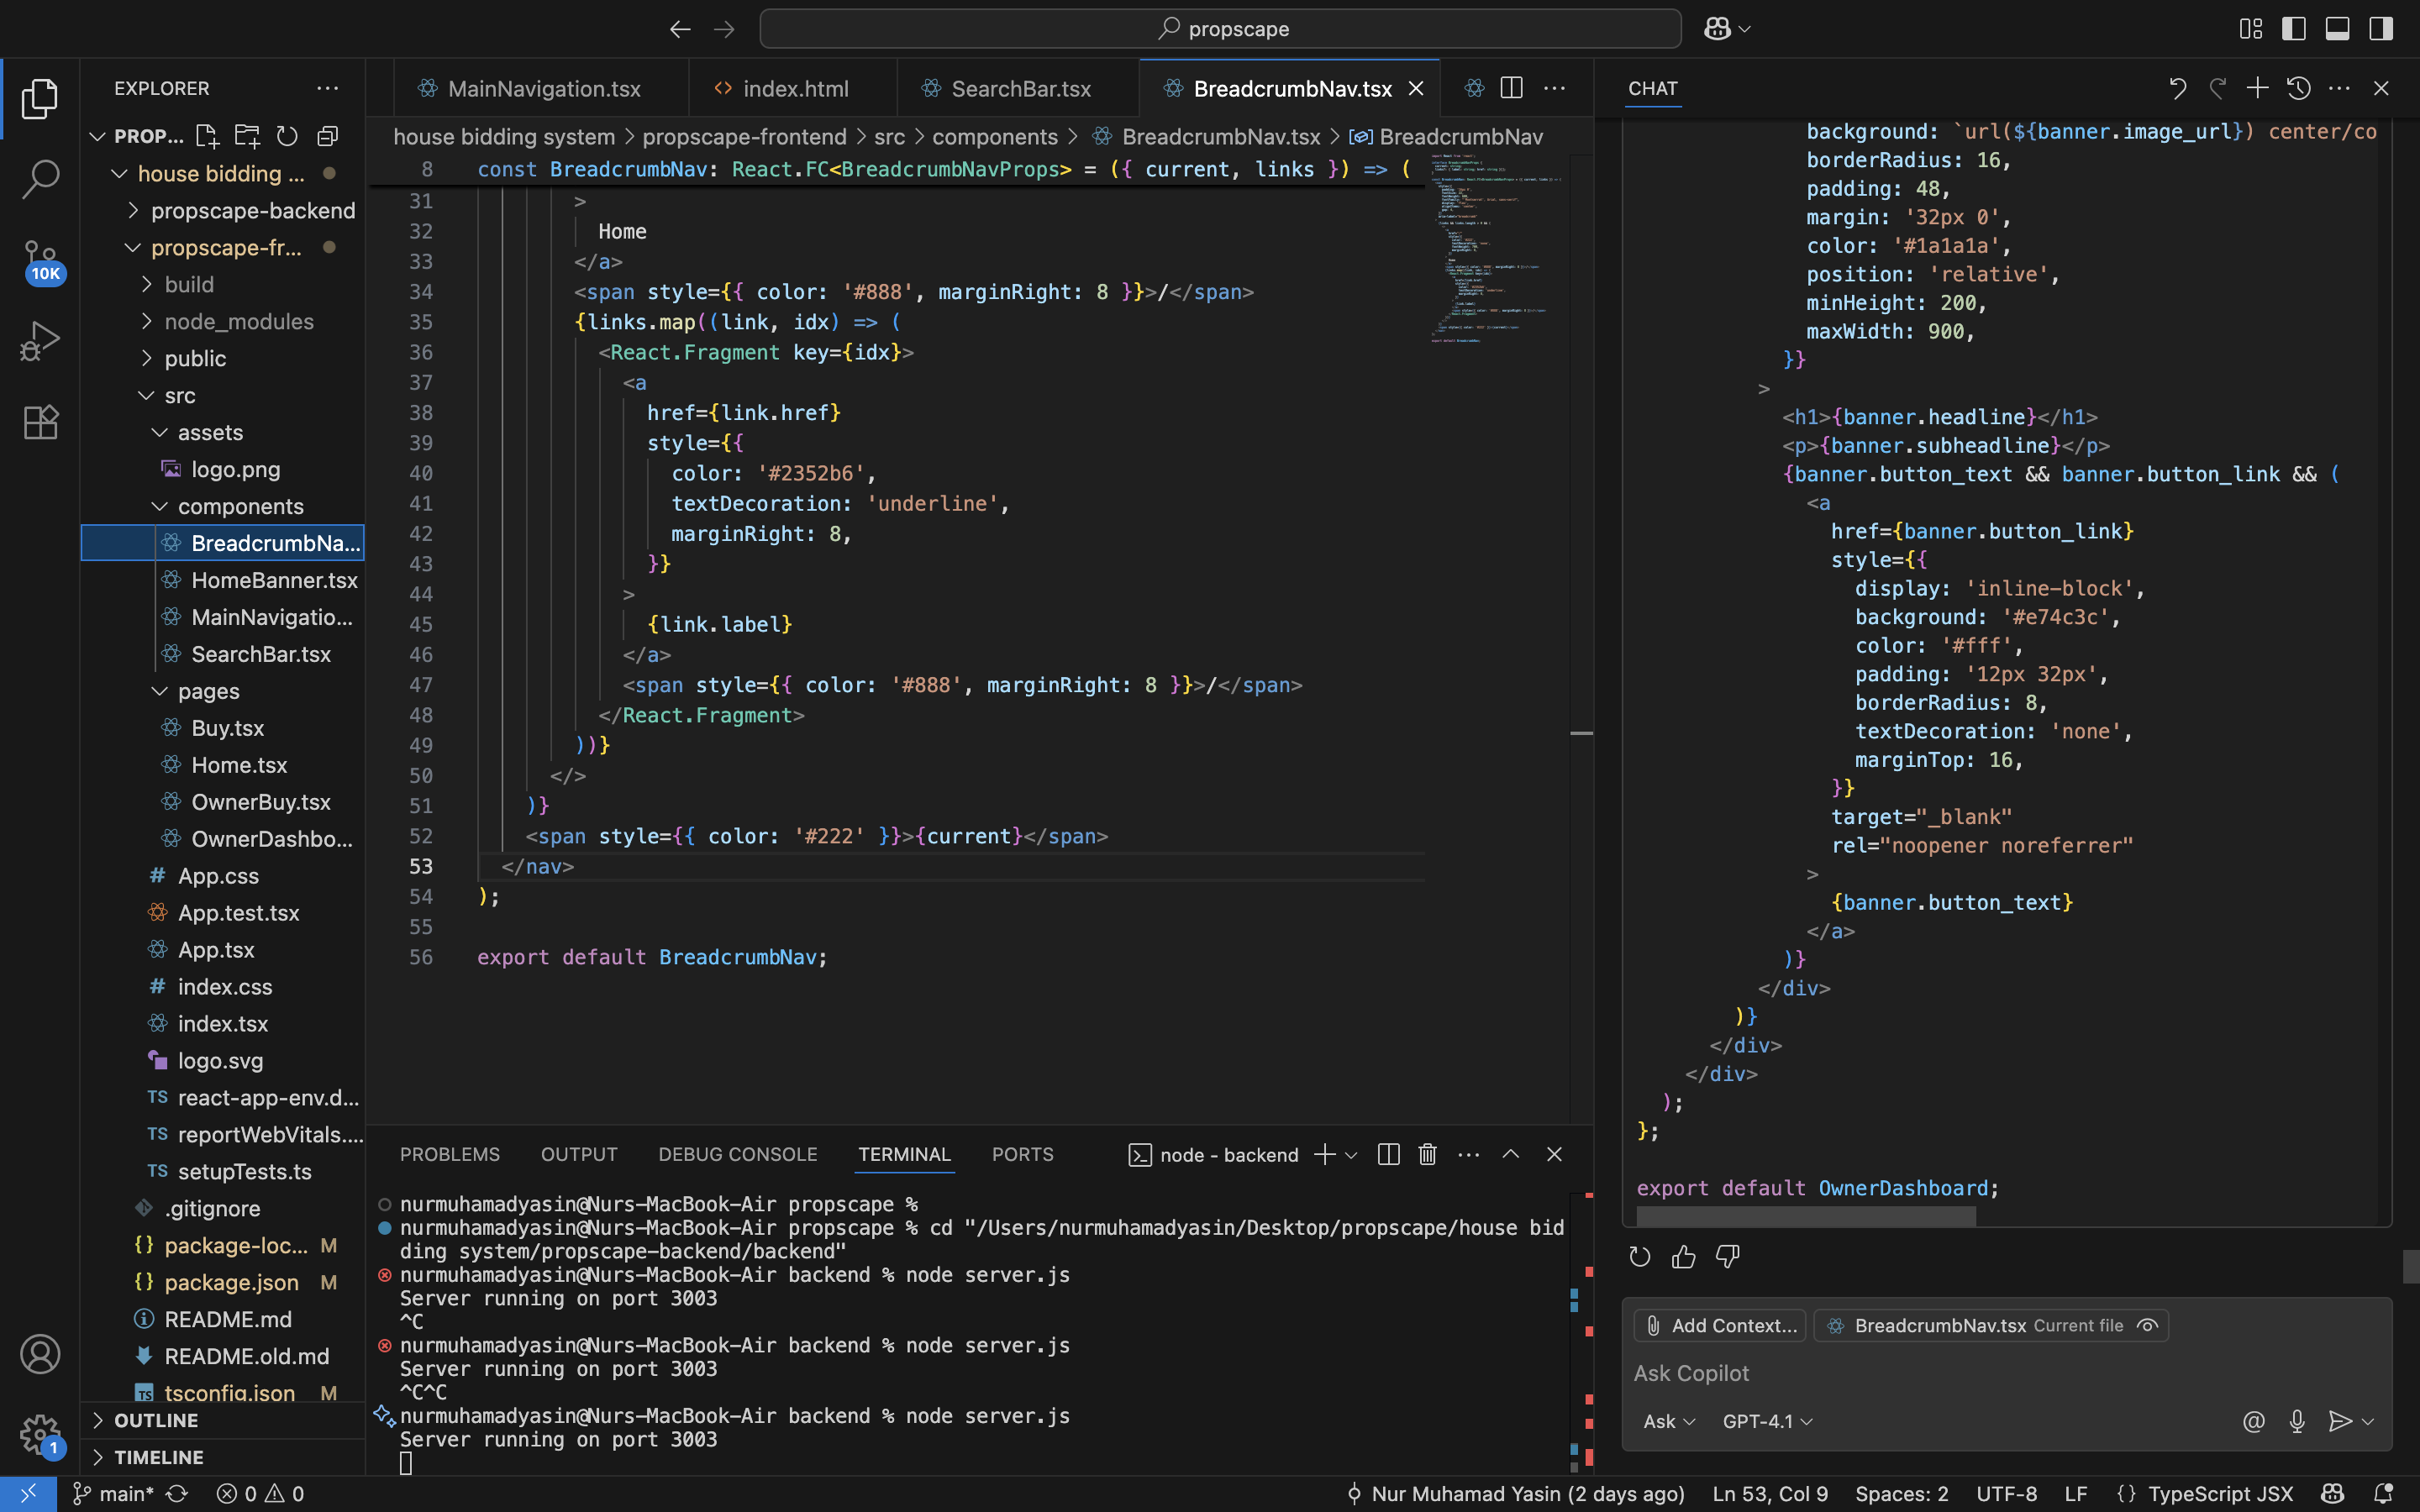 propscape
EXPLORER
PROP...
house bidding ...
propscape-backend
propscape-fr...
build
node_modules
public
src
assets
logo.png
components
BreadcrumbNa...
HomeBanner.tsx
MainNavigatio...
SearchBar.tsx
pages
Buy.tsx
Home.tsx
OwnerBuy.tsx
OwnerDashbo...
App.css
App.test.tsx
App.tsx
index.css
index.tsx
logo.svg
react-app-env.d...
reportWebVitals....
setupTests.ts
.gitignore
package-loc... M
package.json M
README.md
README.old.md
tsconfig.json M
OUTLINE
TIMELINE
10K
1
MainNavigation.tsx
index.html
SearchBar.tsx
BreadcrumbNav.tsx
house bidding system > propscape-frontend > src > components > BreadcrumbNav.tsx > BreadcrumbNav
8 const BreadcrumbNav: React.FC<BreadcrumbNavProps> = ({ current, links }) => (
31 >
32 Home
33 </a>
34 <span style={{ color: '#888', marginRight: 8 }}>/</span>
35 {links.map((link, idx) => (
36 <React.Fragment key={idx}>
37 <a
38 href={link.href}
39 style={{
40 color: '#2352b6',
41 textDecoration: 'underline',
42 marginRight: 8,
43 }}
44 >
45 {link.label}
46 </a>
47 <span style={{ color: '#888', marginRight: 8 }}>/</span>
48 </React.Fragment>
49 ))}
50 </>
51 )}
52 <span style={{ color: '#222' }}>{current}</span>
53 </nav>
54 );
55
56 export default BreadcrumbNav;
PROBLEMS OUTPUT DEBUG CONSOLE TERMINAL PORTS
node - backend
nurmuhamadyasin@Nurs-MacBook-Air propscape %
nurmuhamadyasin@Nurs-MacBook-Air propscape % cd "/Users/nurmuhamadyasin/Desktop/propscape/house bid
ding system/propscape-backend/backend"
nurmuhamadyasin@Nurs-MacBook-Air backend % node server.js
Server running on port 3003
^C
nurmuhamadyasin@Nurs-MacBook-Air backend % node server.js
Server running on port 3003
^C^C
nurmuhamadyasin@Nurs-MacBook-Air backend % node server.js
Server running on port 3003
CHAT
background: `url(${banner.image_url}) center/co
borderRadius: 16,
padding: 48,
margin: '32px 0',
color: '#1a1a1a',
position: 'relative',
minHeight: 200,
maxWidth: 900,
}}
>
<h1>{banner.headline}</h1>
<p>{banner.subheadline}</p>
{banner.button_text && banner.button_link && (
<a
href={banner.button_link}
style={{
display: 'inline-block',
background: '#e74c3c',
color: '#fff',
padding: '12px 32px',
borderRadius: 8,
textDecoration: 'none',
marginTop: 16,
}}
target="_blank"
rel="noopener noreferrer"
>
{banner.button_text}
</a>
)}
</div>
)}
</div>
</div>
);
};
export default OwnerDashboard;
Add Context...
BreadcrumbNav.tsx Current file
Ask Copilot
Ask
GPT-4.1
main*
0 0
Nur Muhamad Yasin (2 days ago)
Ln 53, Col 9
Spaces: 2
UTF-8
LF
{} TypeScript JSX